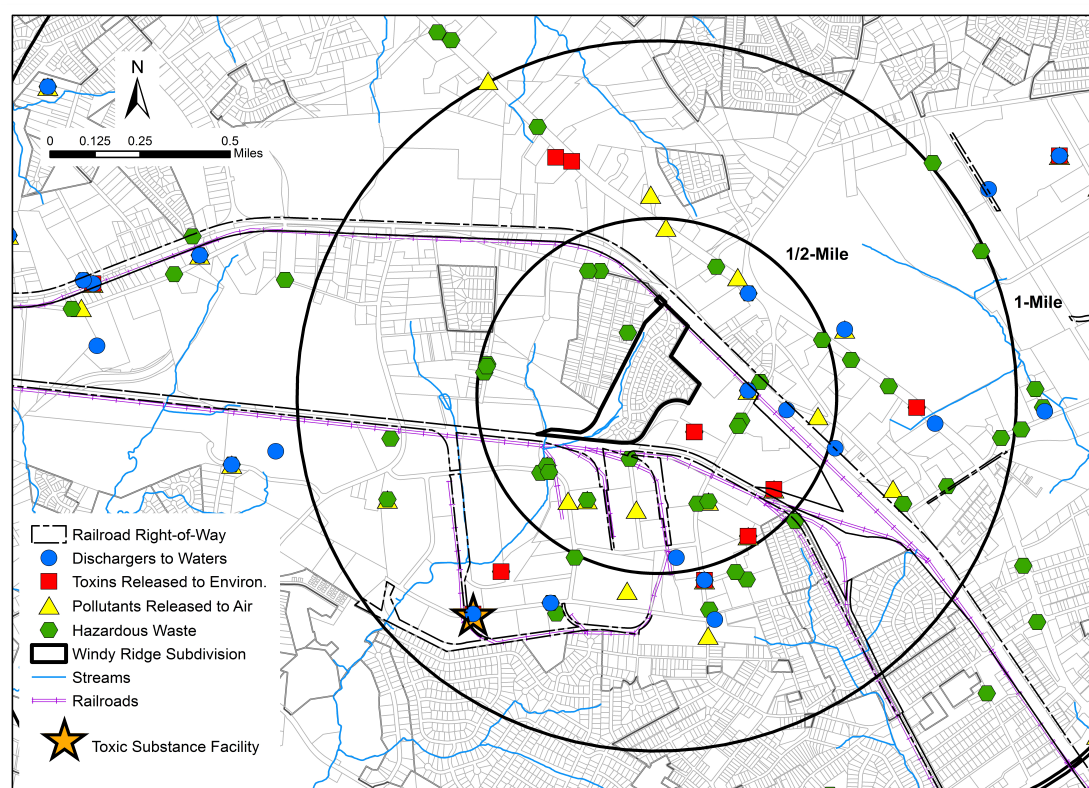 N
0 0.125 0.25 0.5
Miles
1/2-Mile
1-Mile
Railroad Right-of-Way
Dischargers to Waters
Toxins Released to Environ.
Pollutants Released to Air
Hazardous Waste
Windy Ridge Subdivision
Streams
Railroads
Toxic Substance Facility